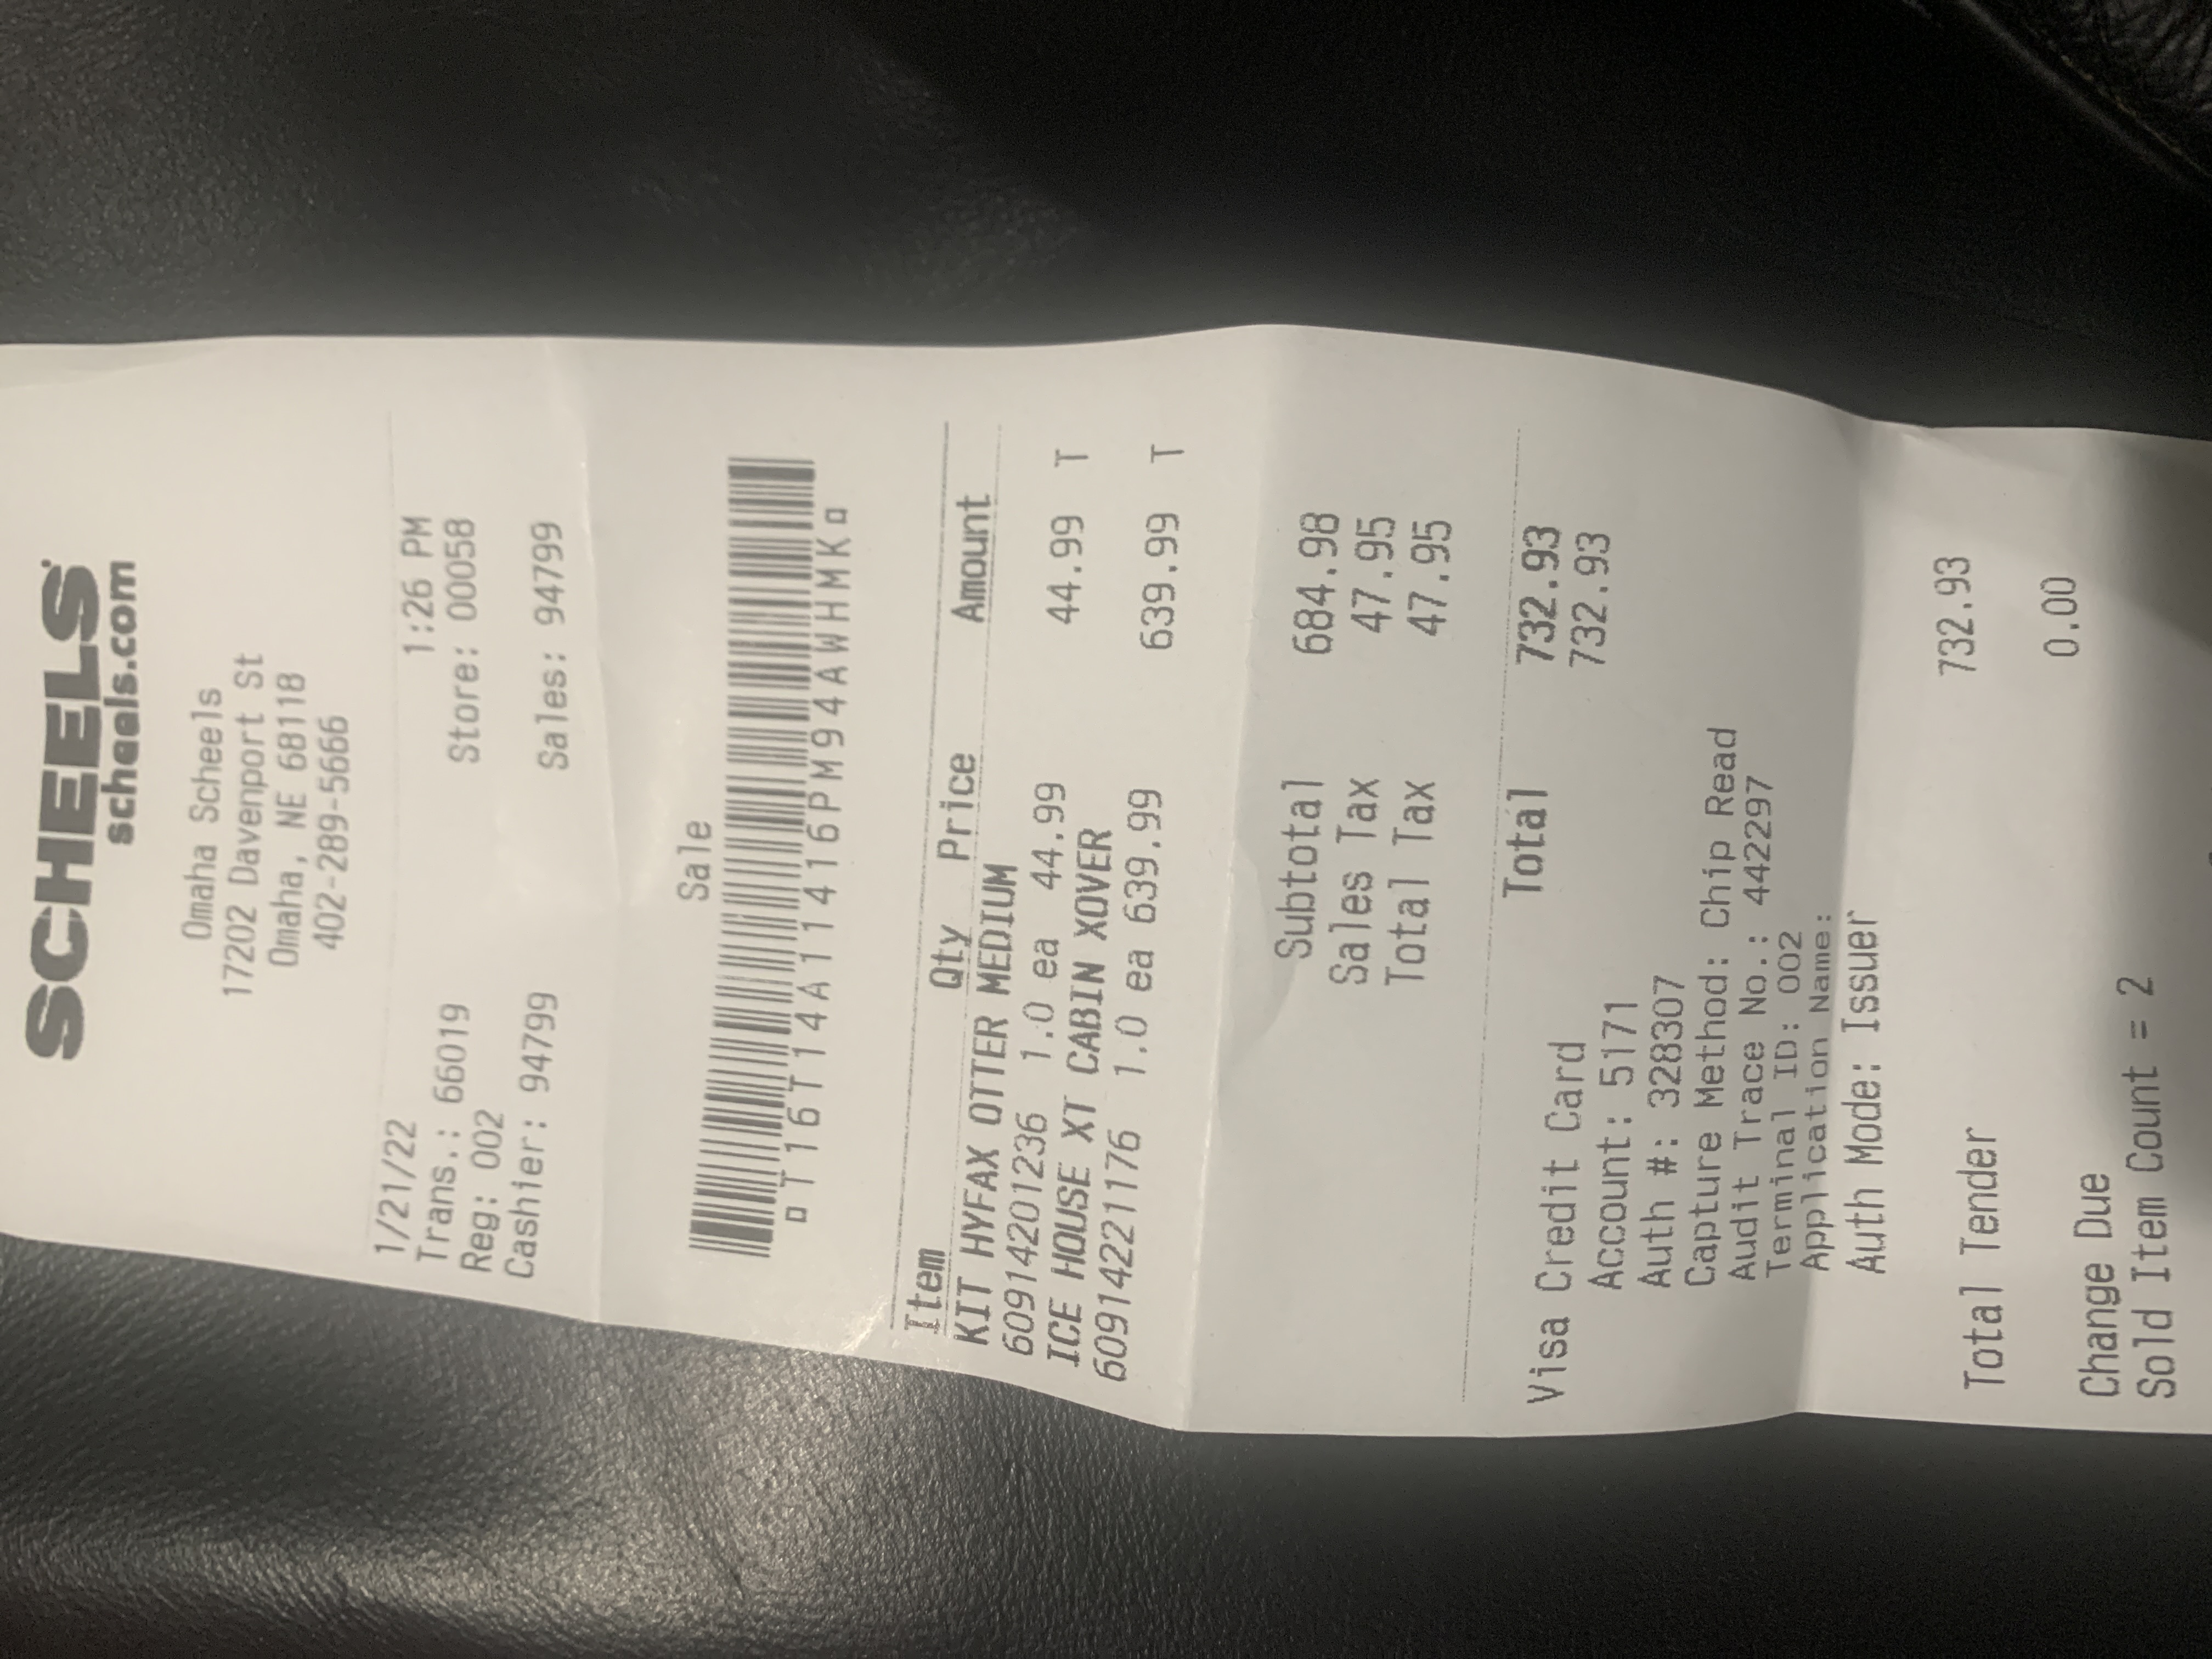 SCHEELS
scheels.com
Omaha Scheels
17202 Davenport St
Omaha, NE 68118
402-289-5666
1/21/22 1:26 PM
Trans.: 66019 Store: 00058
Reg: 002
Cashier: 94799 Sales: 94799
Sale
T16T14A11416PM94AWHMK
Item Qty Price Amount
KIT HYFAX OTTER MEDIUM
60914201236 1.0 ea 44.99 44.99 T
ICE HOUSE XT CABIN XOVER
609142211176 1.0 ea 639.99 639.99 T
Subtotal 684.98
Sales Tax 47.95
Total Tax 47.95
Total 732.93
Visa Credit Card 732.93
Account: 5171
Auth #: 328307
Capture Method: Chip Read
Audit Trace No.: 442297
Terminal ID: 002
Application Name:
Auth Mode: Issuer
Total Tender 732.93
Change Due 0.00
Sold Item Count = 2